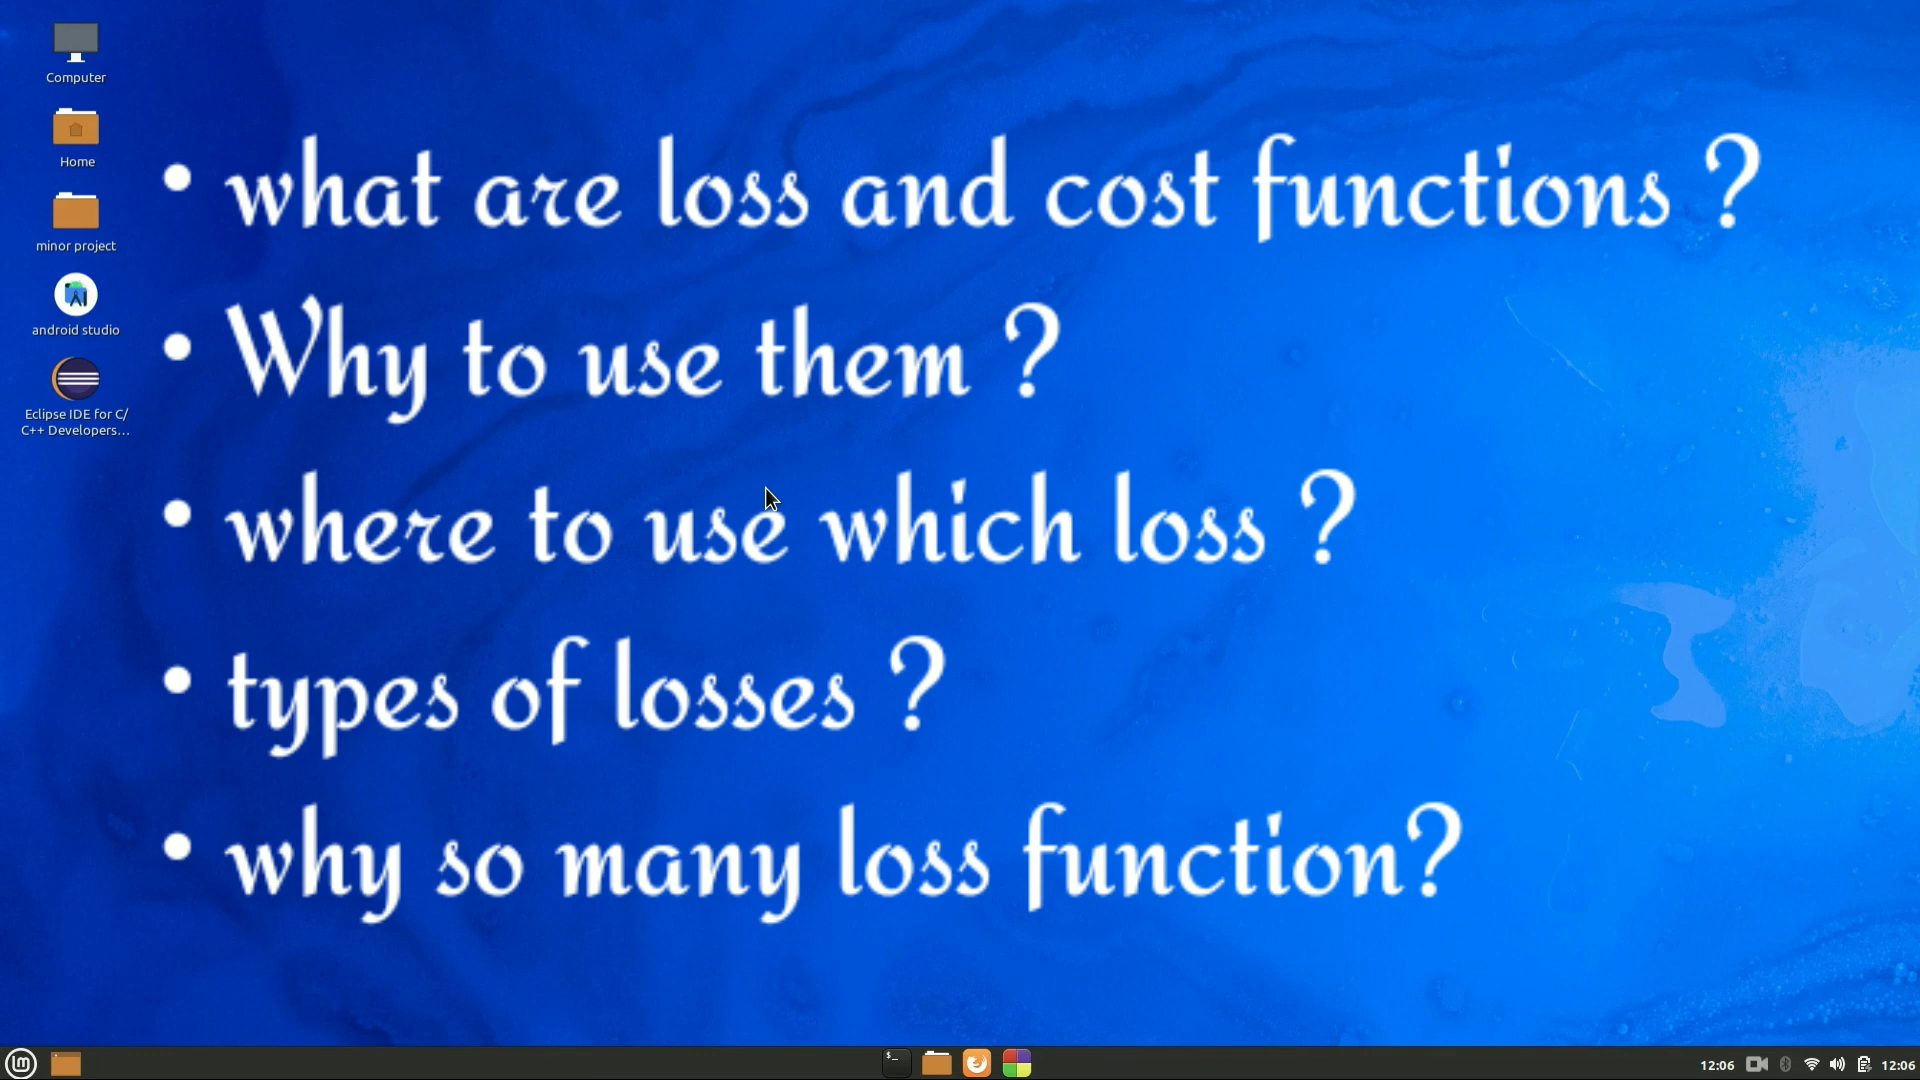 Computer
Home
minor project
android studio
Eclipse IDE for C/
C++ Developers...
• what are loss and cost functions ?
• Why to use them ?
• where to use which loss ?
• types of losses ?
• why so many loss function?
12:06
12:06